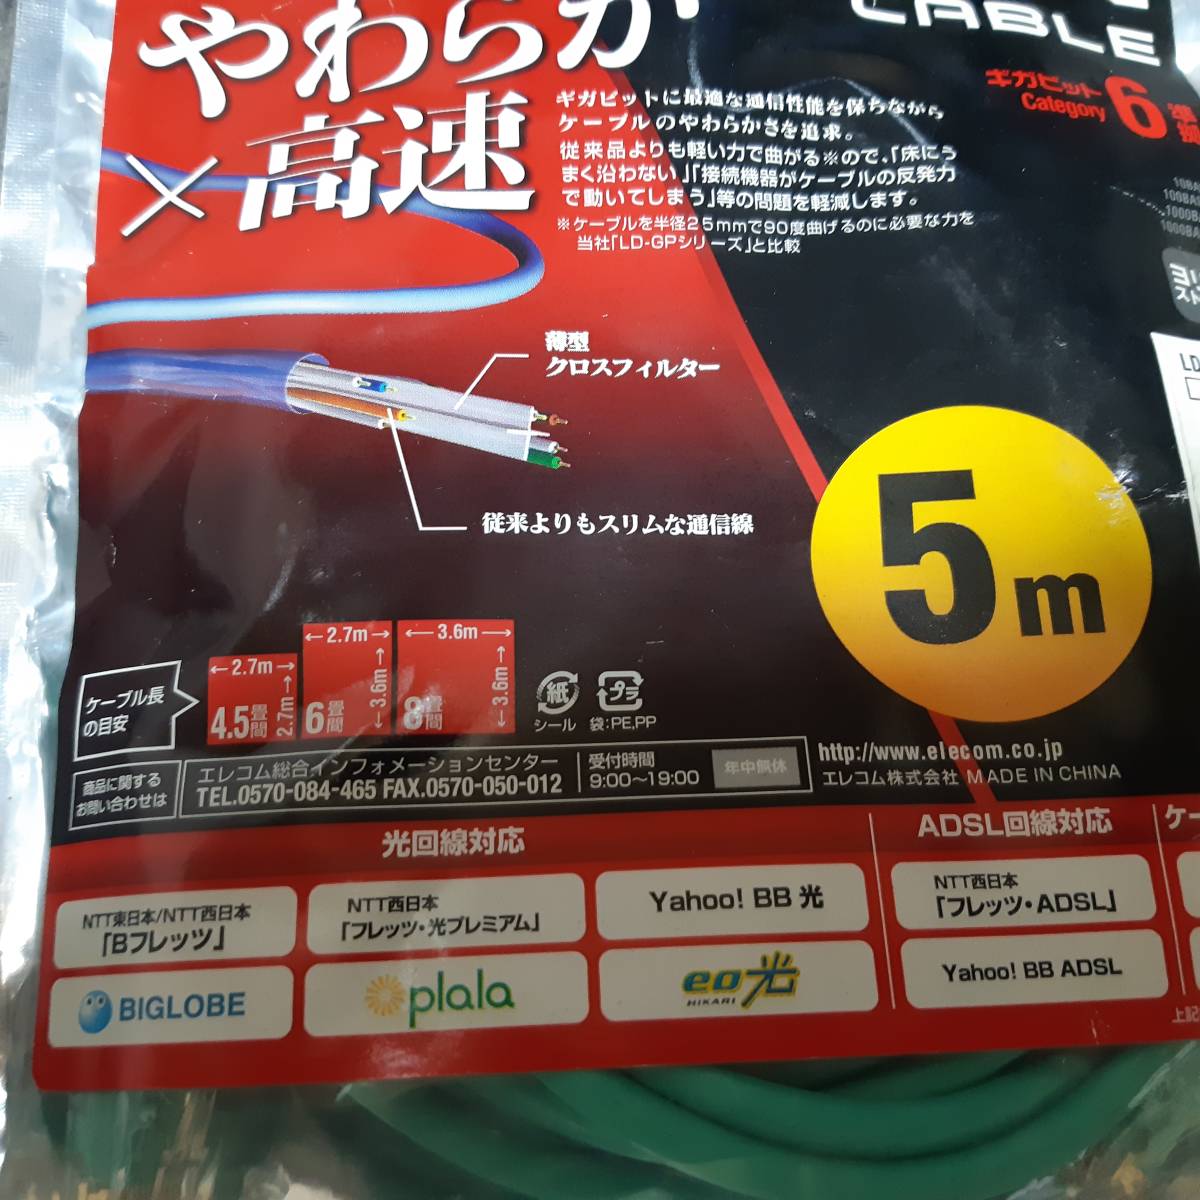 やわらか
×高速
CABLE
ギガビット
Category 6 準拠
ギガビットに最適な通信性能を保ちながら
ケーブルのやわらかさを追求。
従来品よりも軽い力で曲がる※ので、「床にう
まく沿わない」「接続機器がケーブルの反発力
で動いてしまう」等の問題を軽減します。
※ケーブルを半径25mmで90度曲げるのに必要な力を
当社「LD-GPシリーズ」と比較
薄型
クロスフィルター
従来よりもスリムな通信線
LD
5m
ケーブル長
の目安
2.7m
2.7m
4.5畳間
2.7m
3.6m
6畳間
3.6m
3.6m
8畳間
紙
シール
プラ
袋:PE,PP
商品に関する
お問い合わせは
エレコム総合インフォメーションセンター
TEL.0570-084-465 FAX.0570-050-012
受付時間
9:00〜19:00
年中無休
http://www.elecom.co.jp
エレコム株式会社 MADE IN CHINA
光回線対応
ADSL回線対応
NTT東日本/NTT西日本
「Bフレッツ」
NTT西日本
「フレッツ・光プレミアム」
Yahoo! BB 光
NTT西日本
「フレッツ・ADSL」
BIGLOBE
plala
eo光
HIKARI
Yahoo! BB ADSL
上記